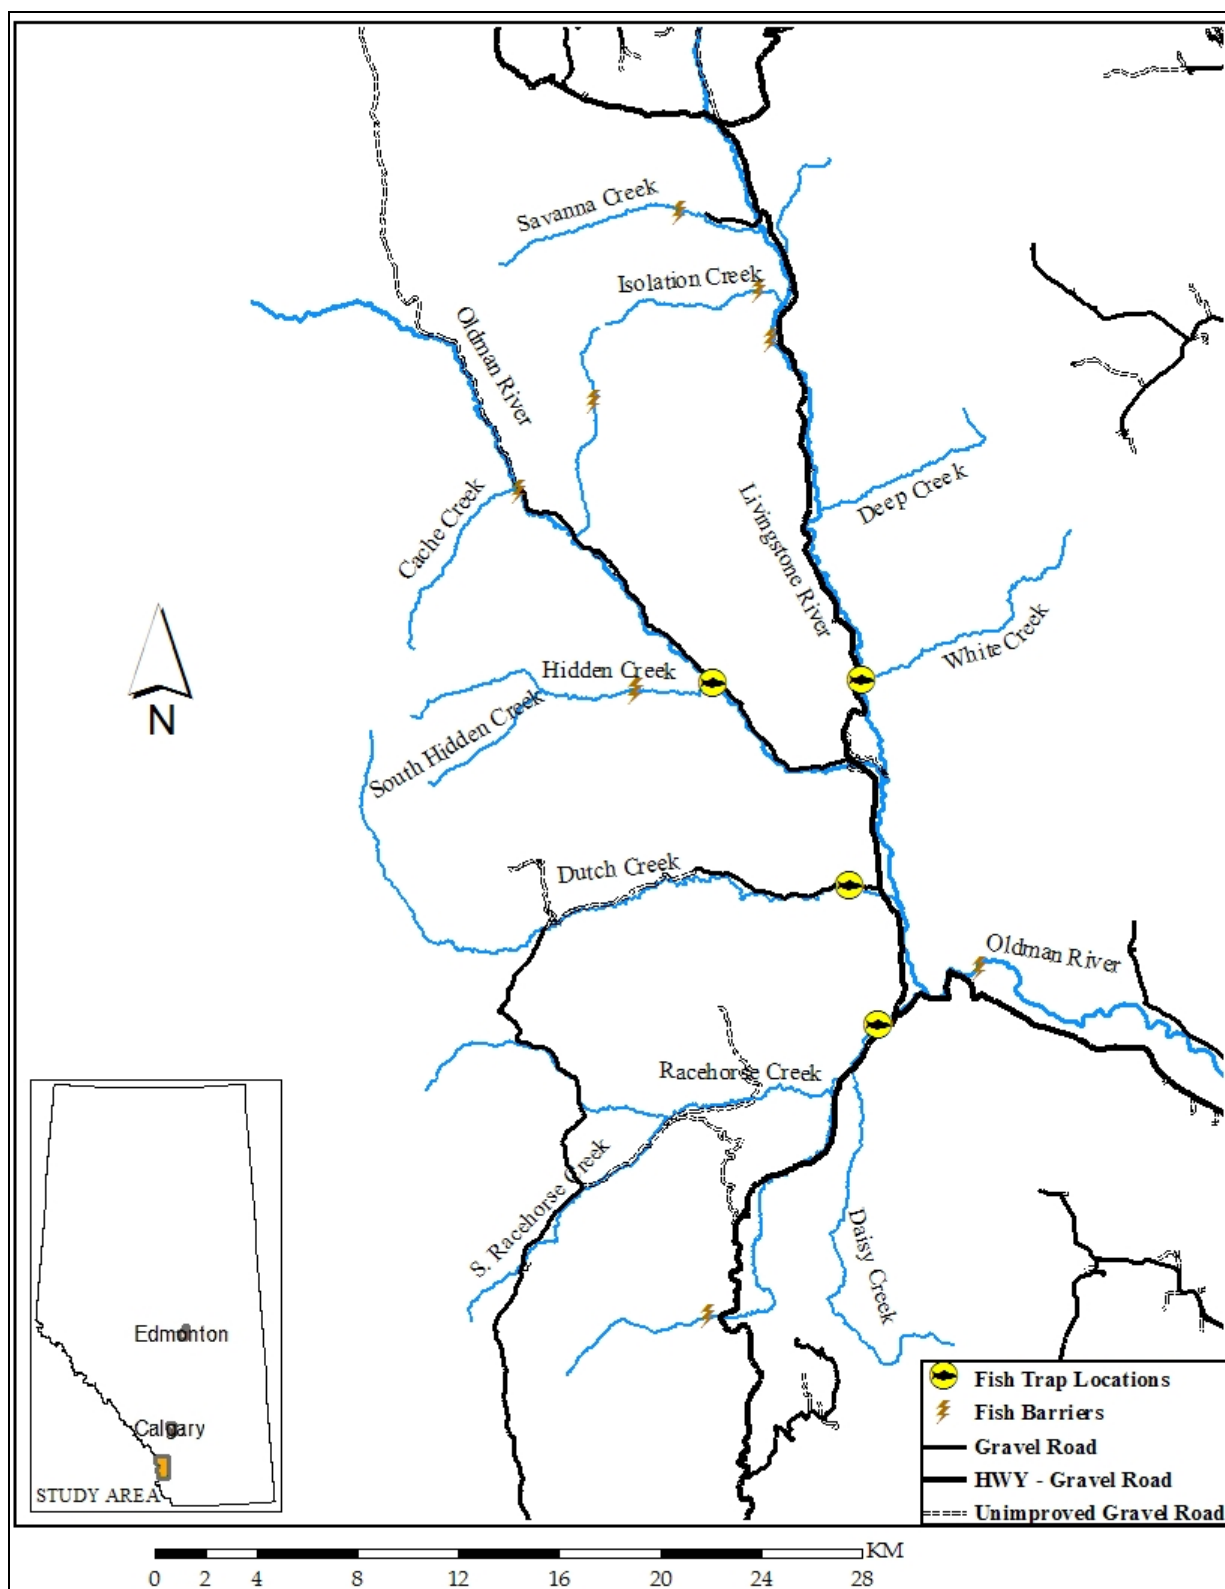 Savanna Creek
Isolation Creek
Oldman River
Cache Creek
Deep Creek
Livingstone River
White Creek
Hidden Creek
South Hidden Creek
N
Dutch Creek
Oldman River
Racehorse Creek
S. Racehorse Creek
Daisy Creek
Edmonton
Calgary
STUDY AREA
Fish Trap Locations
Fish Barriers
Gravel Road
HWY - Gravel Road
Unimproved Gravel Road
KM
0 2 4 8 12 16 20 24 28